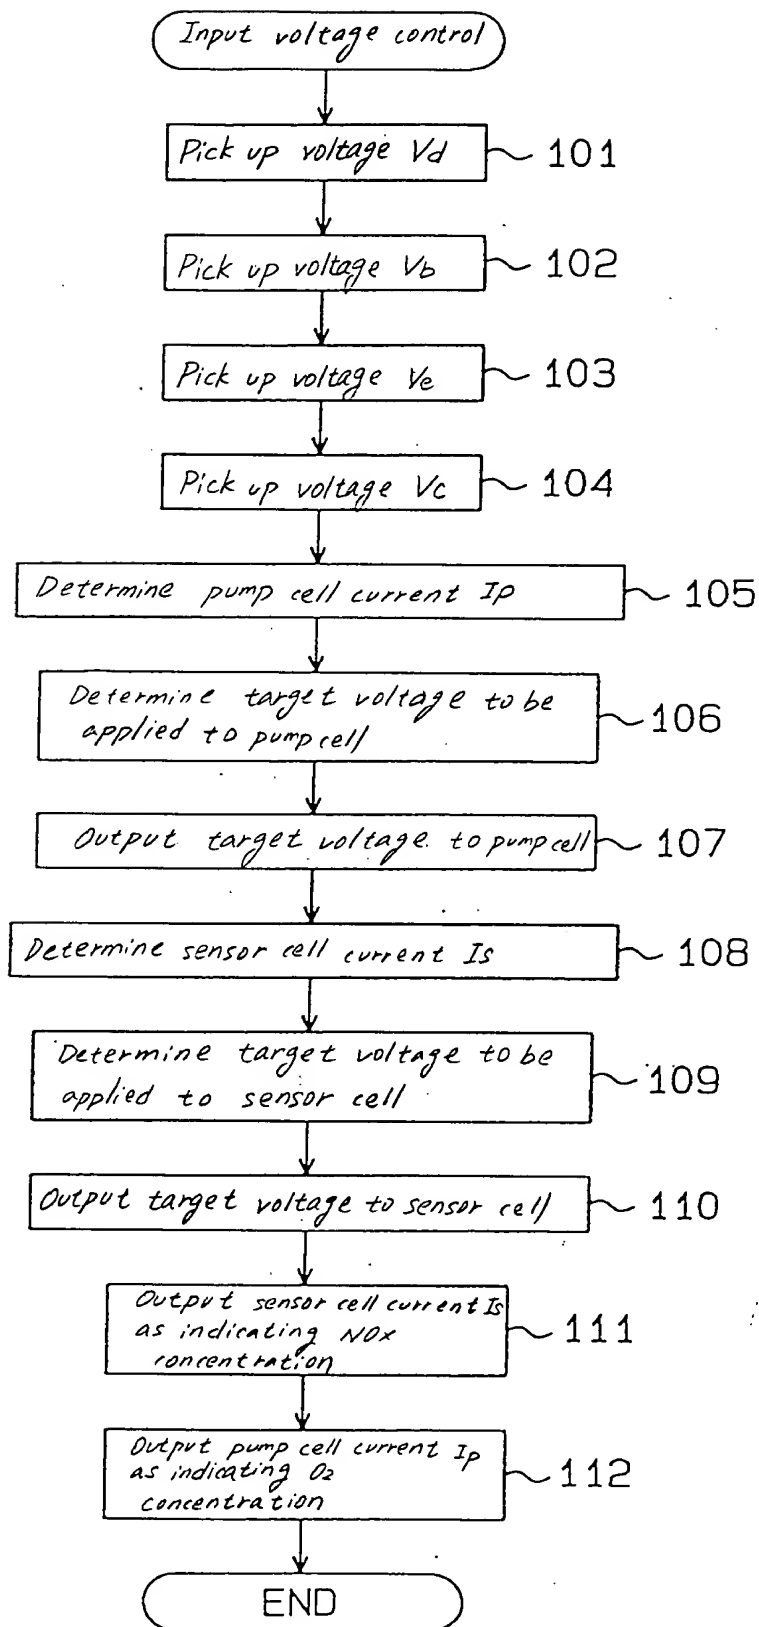 Input voltage control
Pick up voltage Vd
101
Pick up voltage Vb
102
Pick up voltage Ve
103
Pick up voltage Vc
104
Determine pump cell current Ip
105
Determine target voltage to be
applied to pump cell
106
Output target voltage to pump cell
107
Determine sensor cell current Is
108
Determine target voltage to be
applied to sensor cell
109
Output target voltage to sensor cell
110
Output sensor cell current Is
as indicating NOx
concentration
111
Output pump cell current Ip
as indicating O2
concentration
112
END